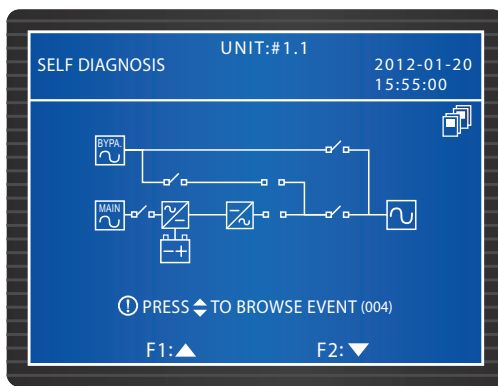 UNIT:#1.1
SELF DIAGNOSIS
2012-01-20
15:55:00
BYPA.
MAIN
PRESS TO BROWSE EVENT (004)
F1: F2: